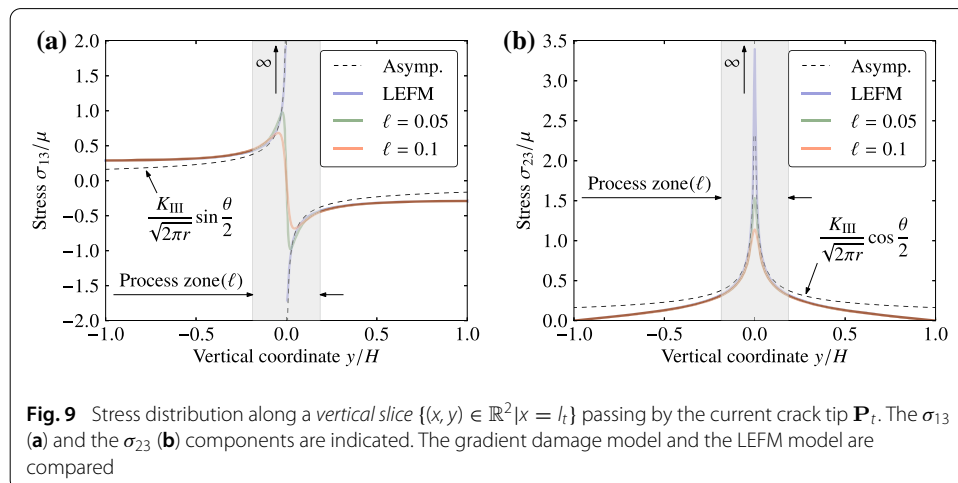 (a)
2.0
1.5
1.0
0.5
0.0
−0.5
−1.0
−1.5
−2.0
Stress σ13/μ
∞
Asymp.
LEFM
ℓ = 0.05
ℓ = 0.1
K_III/√(2πr) sin θ/2
Process zone(ℓ)
−1.0 −0.5 0.0 0.5 1.0
Vertical coordinate y/H
(b)
3.5
3.0
2.5
2.0
1.5
1.0
0.5
0.0
Stress σ23/μ
∞
Asymp.
LEFM
ℓ = 0.05
ℓ = 0.1
Process zone(ℓ)
K_III/√(2πr) cos θ/2
−1.0 −0.5 0.0 0.5 1.0
Vertical coordinate y/H
Fig. 9 Stress distribution along a vertical slice {(x, y) ∈ ℝ²|x = l_t} passing by the current crack tip P_t. The σ13
(a) and the σ23 (b) components are indicated. The gradient damage model and the LEFM model are
compared